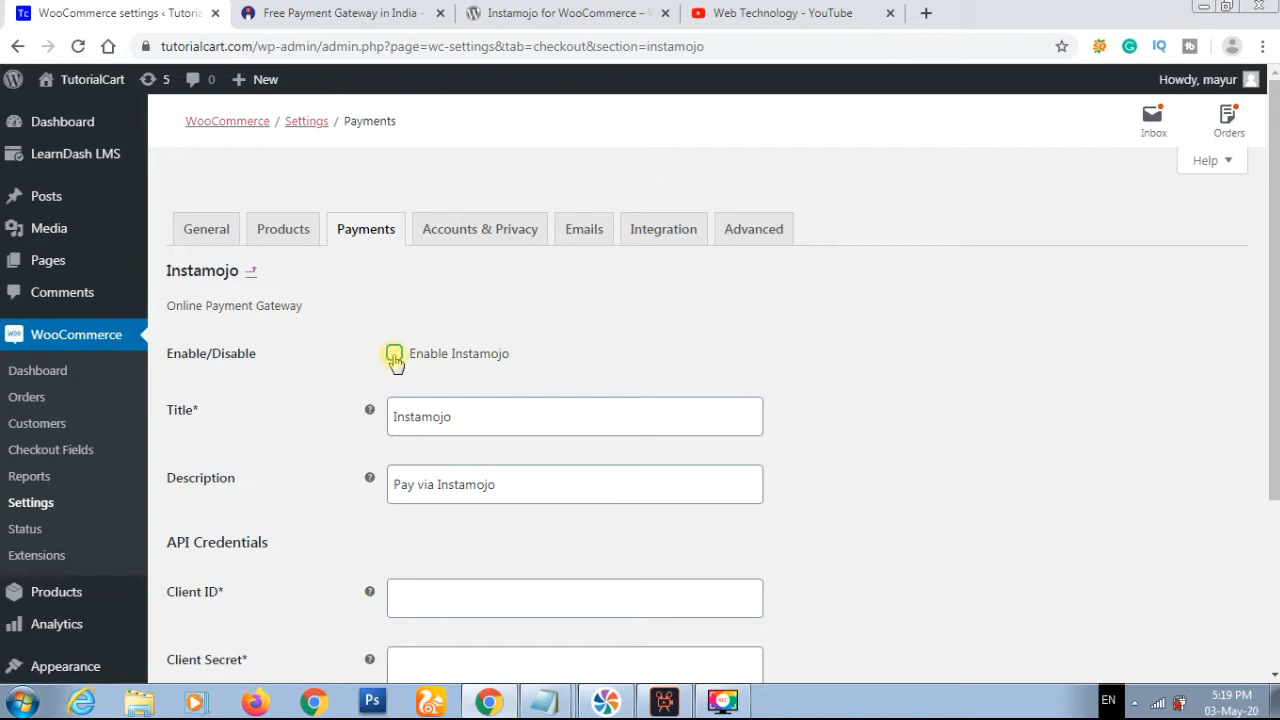 WooCommerce settings ‹ Tutoria
Free Payment Gateway in India -
Instamojo for WooCommerce – W
Web Technology - YouTube
tutorialcart.com/wp-admin/admin.php?page=wc-settings&tab=checkout&section=instamojo
TutorialCart
5
0
New
Howdy, mayur
Dashboard
LearnDash LMS
Posts
Media
Pages
Comments
WooCommerce
Dashboard
Orders
Customers
Checkout Fields
Reports
Settings
Status
Extensions
Products
Analytics
Appearance
WooCommerce / Settings / Payments
Inbox
Orders
Help
General
Products
Payments
Accounts & Privacy
Emails
Integration
Advanced
Instamojo
Online Payment Gateway
Enable/Disable
Enable Instamojo
Title*
Instamojo
Description
Pay via Instamojo
API Credentials
Client ID*
Client Secret*
EN
5:19 PM
03-May-20